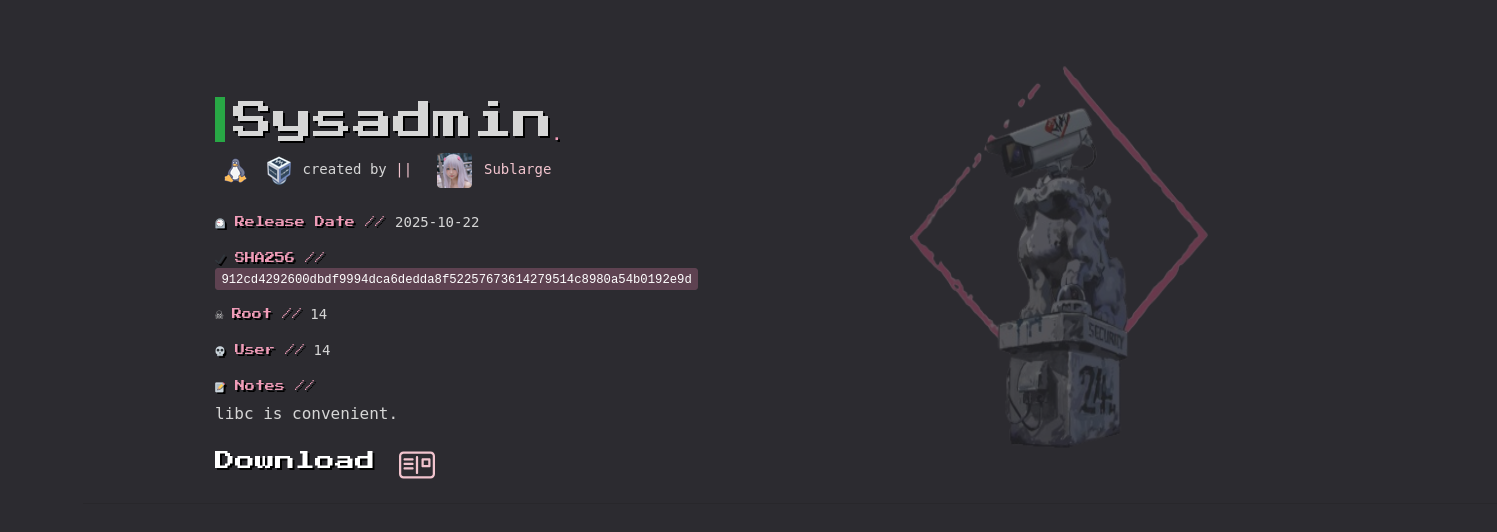 Sysadmin.
created by || Sublarge
Release Date // 2025-10-22
SHA256 //
912cd4292600dbdf9994dca6dedda8f52257673614279514c8980a54b0192e9d
Root // 14
User // 14
Notes //
libc is convenient.
Download
SECURITY
24